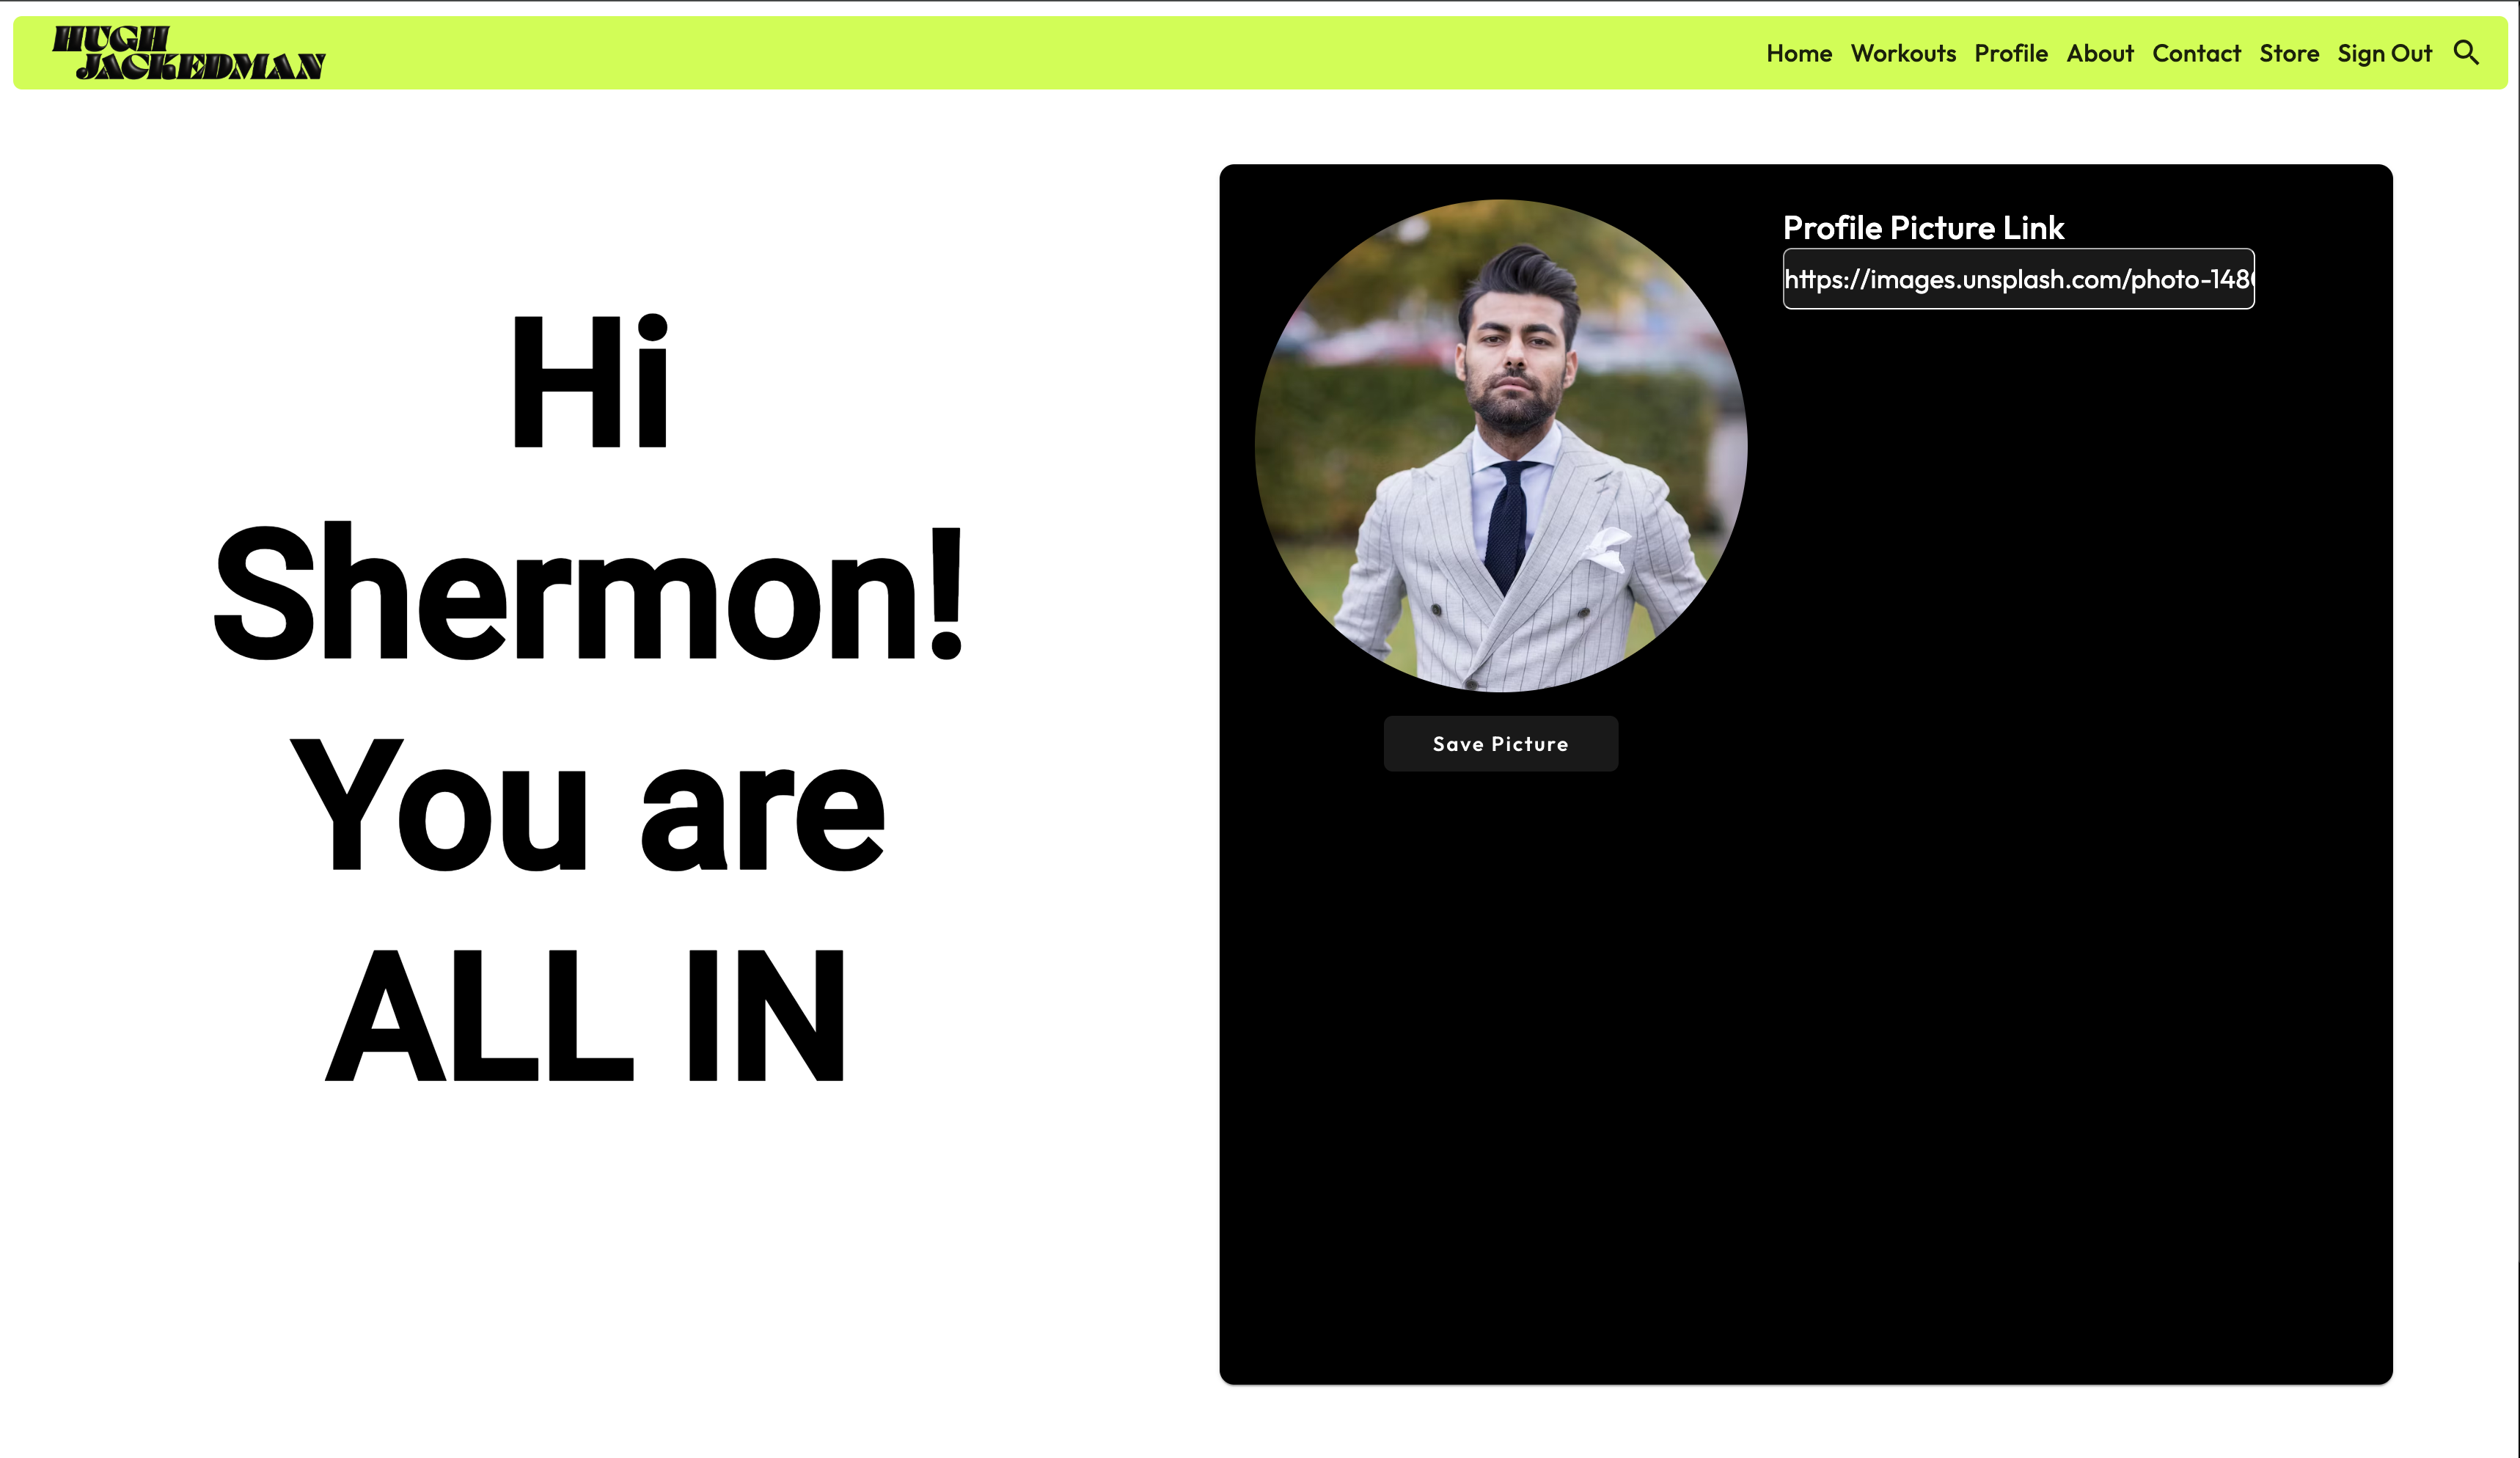 HUGH
JACKEDMAN
Home Workouts Profile About Contact Store Sign Out
Hi
Shermon!
You are
ALL IN
Profile Picture Link
https://images.unsplash.com/photo-148
Save Picture